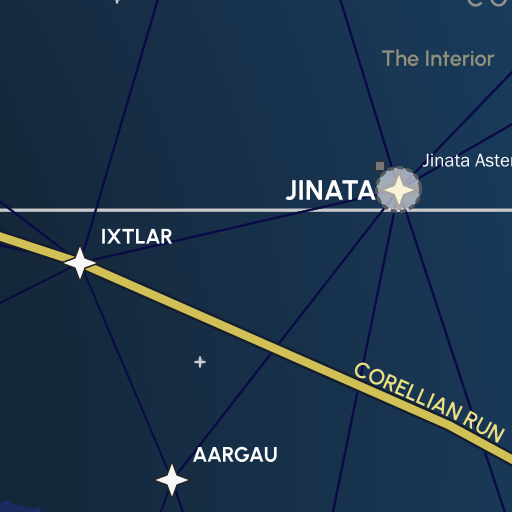 The Interior
Jinata Aster
JINATA
IXTLAR
CORELLIAN RUN
AARGAU